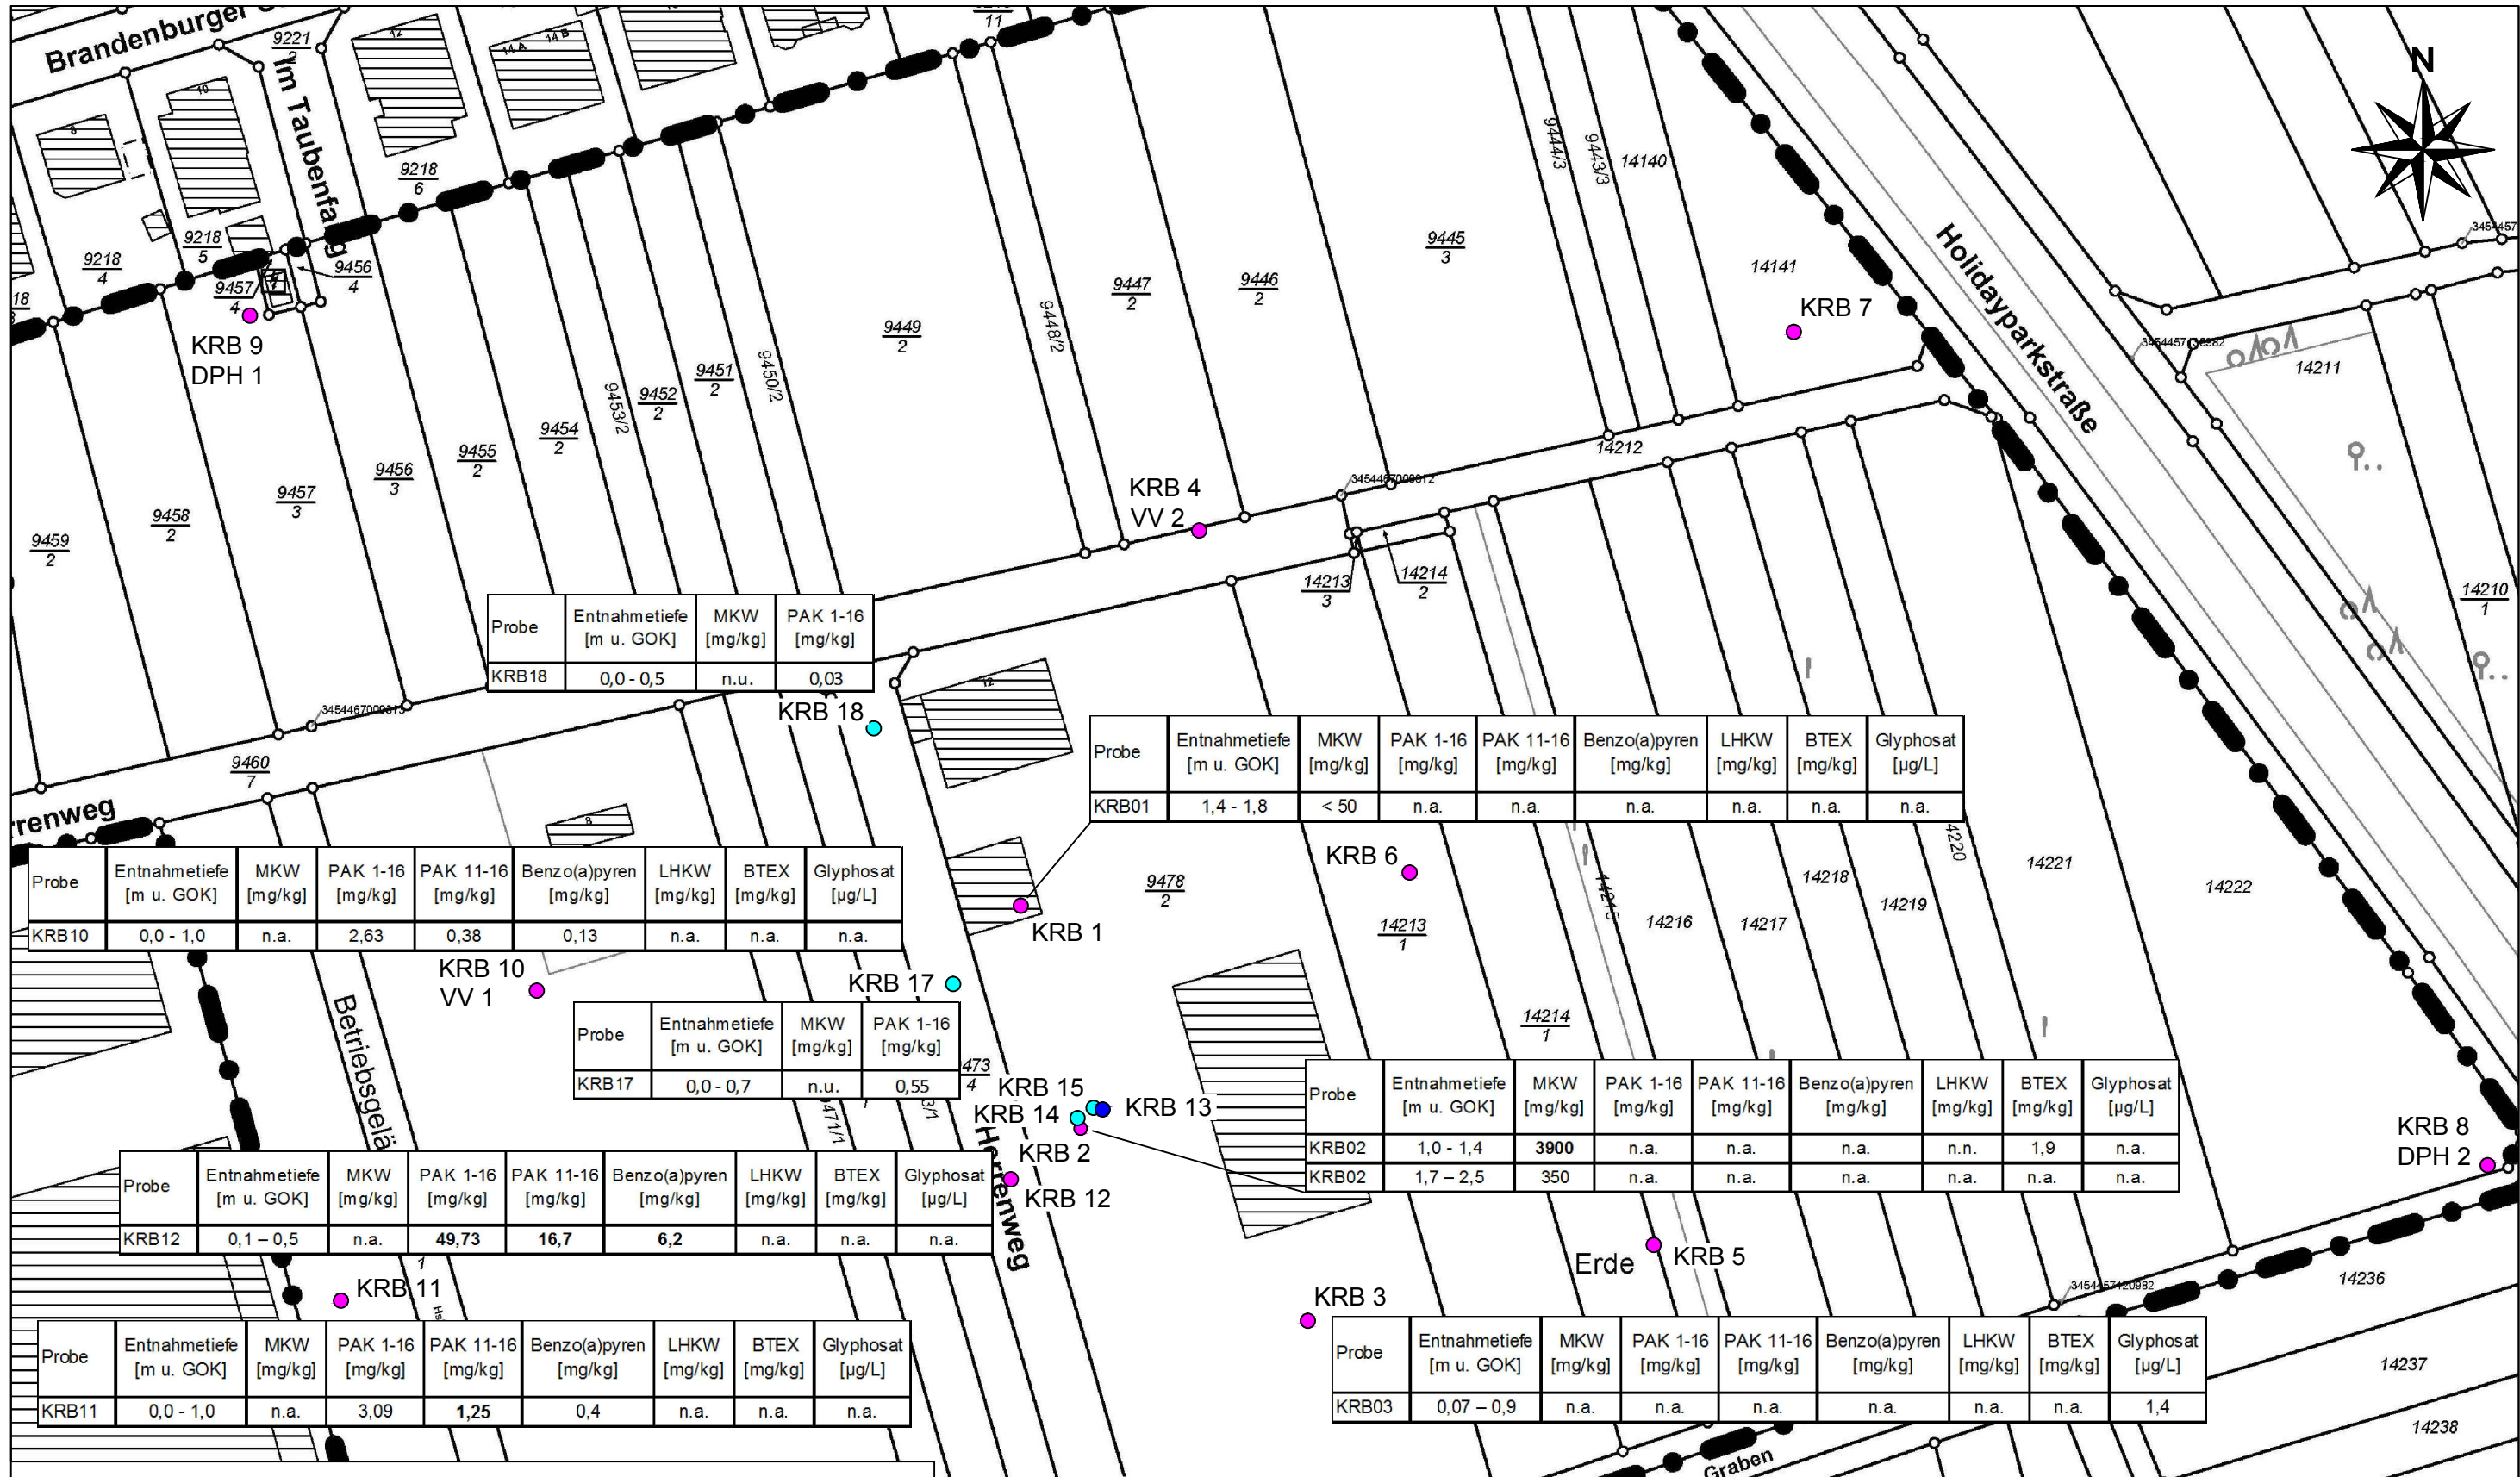 Brandenburger
9221
2
Im Taubenfang
12
14 A
14 B
11
N
8
10
9218
6
9218
5
9218
4
18
9457
4
9456
4
KRB 9
DPH 1
9444/3
9443/3
14140
9445
3
14141
KRB 7
Holidayparkstraße
14211
9447
2
9446
2
9448/2
9449
2
9450/2
9451
2
9452
2
9453/2
9454
2
9455
2
9456
3
9457
3
9458
2
9459
2
14212
3454467000812
KRB 4
VV 2
14213
3
14214
2
14210
1
Probe Entnahmetiefe [m u. GOK] MKW [mg/kg] PAK 1-16 [mg/kg]
KRB18 0,0 - 0,5 n.u. 0,03
KRB 18
12
9460
7
rrenweg
8
Probe Entnahmetiefe [m u. GOK] MKW [mg/kg] PAK 1-16 [mg/kg] PAK 11-16 [mg/kg] Benzo(a)pyren [mg/kg] LHKW [mg/kg] BTEX [mg/kg] Glyphosat [µg/L]
KRB01 1,4 - 1,8 < 50 n.a. n.a. n.a. n.a. n.a. n.a.
KRB 1
KRB 6
9478
2
14213
1
14215
14216
14217
14218
14219
4220
14221
14222
Probe Entnahmetiefe [m u. GOK] MKW [mg/kg] PAK 1-16 [mg/kg] PAK 11-16 [mg/kg] Benzo(a)pyren [mg/kg] LHKW [mg/kg] BTEX [mg/kg] Glyphosat [µg/L]
KRB10 0,0 - 1,0 n.a. 2,63 0,38 0,13 n.a. n.a. n.a.
KRB 10
VV 1
KRB 17
Betriebsgelä
14214
1
Probe Entnahmetiefe [m u. GOK] MKW [mg/kg] PAK 1-16 [mg/kg]
KRB17 0,0 - 0,7 n.u. 0,55
473
4
9471/1
3/1
KRB 15
KRB 14
KRB 13
KRB 2
KRB 12
Herrenweg
Probe Entnahmetiefe [m u. GOK] MKW [mg/kg] PAK 1-16 [mg/kg] PAK 11-16 [mg/kg] Benzo(a)pyren [mg/kg] LHKW [mg/kg] BTEX [mg/kg] Glyphosat [µg/L]
KRB02 1,0 - 1,4 3900 n.a. n.a. n.a. n.n. 1,9 n.a.
KRB02 1,7 – 2,5 350 n.a. n.a. n.a. n.a. n.a. n.a.
KRB 8
DPH 2
Probe Entnahmetiefe [m u. GOK] MKW [mg/kg] PAK 1-16 [mg/kg] PAK 11-16 [mg/kg] Benzo(a)pyren [mg/kg] LHKW [mg/kg] BTEX [mg/kg] Glyphosat [µg/L]
KRB12 0,1 – 0,5 n.a. 49,73 16,7 6,2 n.a. n.a. n.a.
1
KRB 11
Hs
Erde
KRB 5
KRB 3
3454457120982
14236
14237
14238
Probe Entnahmetiefe [m u. GOK] MKW [mg/kg] PAK 1-16 [mg/kg] PAK 11-16 [mg/kg] Benzo(a)pyren [mg/kg] LHKW [mg/kg] BTEX [mg/kg] Glyphosat [µg/L]
KRB11 0,0 - 1,0 n.a. 3,09 1,25 0,4 n.a. n.a. n.a.
Probe Entnahmetiefe [m u. GOK] MKW [mg/kg] PAK 1-16 [mg/kg] PAK 11-16 [mg/kg] Benzo(a)pyren [mg/kg] LHKW [mg/kg] BTEX [mg/kg] Glyphosat [µg/L]
KRB03 0,07 – 0,9 n.a. n.a. n.a. n.a. n.a. n.a. 1,4
Graben